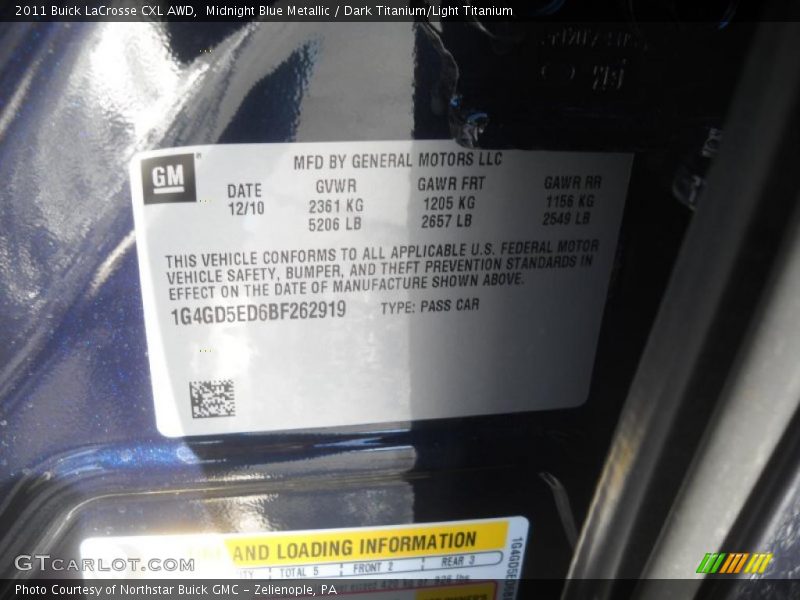 2011 Buick LaCrosse CXL AWD, Midnight Blue Metallic / Dark Titanium/Light Titanium
GM
MFD BY GENERAL MOTORS LLC
DATE GVWR GAWR FRT GAWR RR
12/10 2361 KG 1205 KG 1156 KG
5206 LB 2657 LB 2549 LB
THIS VEHICLE CONFORMS TO ALL APPLICABLE U.S. FEDERAL MOTOR
VEHICLE SAFETY, BUMPER, AND THEFT PREVENTION STANDARDS IN
EFFECT ON THE DATE OF MANUFACTURE SHOWN ABOVE.
1G4GD5ED6BF262919 TYPE: PASS CAR
AND LOADING INFORMATION
TOTAL 5 FRONT 2 REAR 3
GTCarLot.com
Photo Courtesy of Northstar Buick GMC - Zelienople, PA